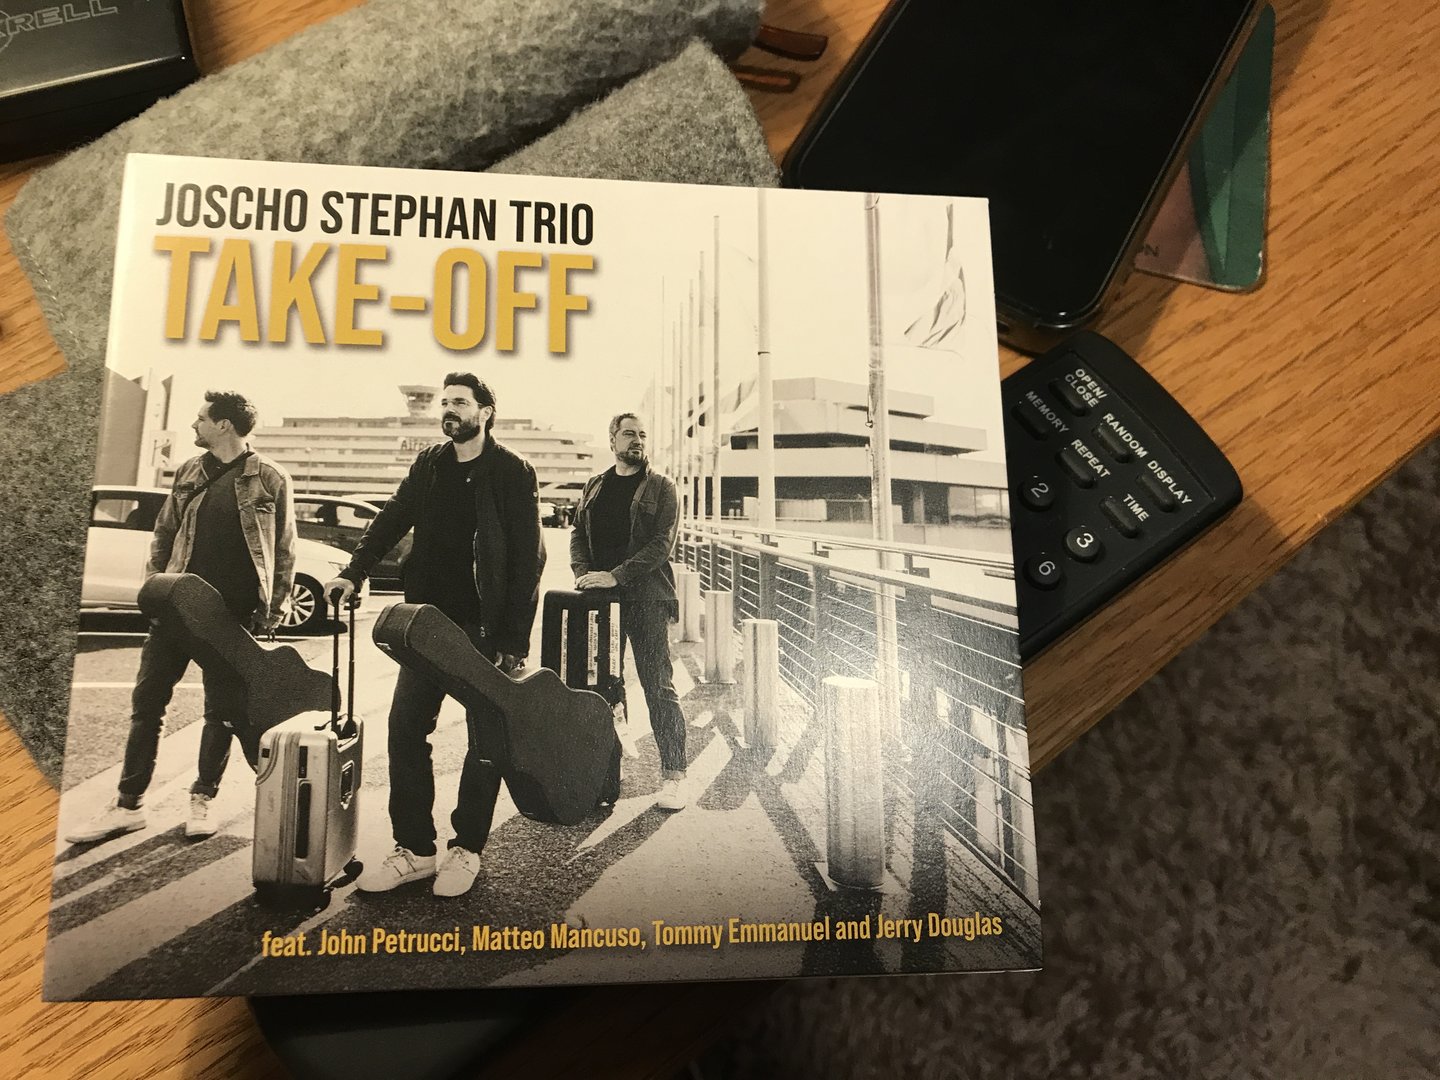 KRELL
JOSCHO STEPHAN TRIO
TAKE-OFF
feat. John Petrucci, Matteo Mancuso, Tommy Emmanuel and Jerry Douglas
OPEN/
CLOSE
RANDOM
DISPLAY
MEMORY
REPEAT
TIME
2
3
6